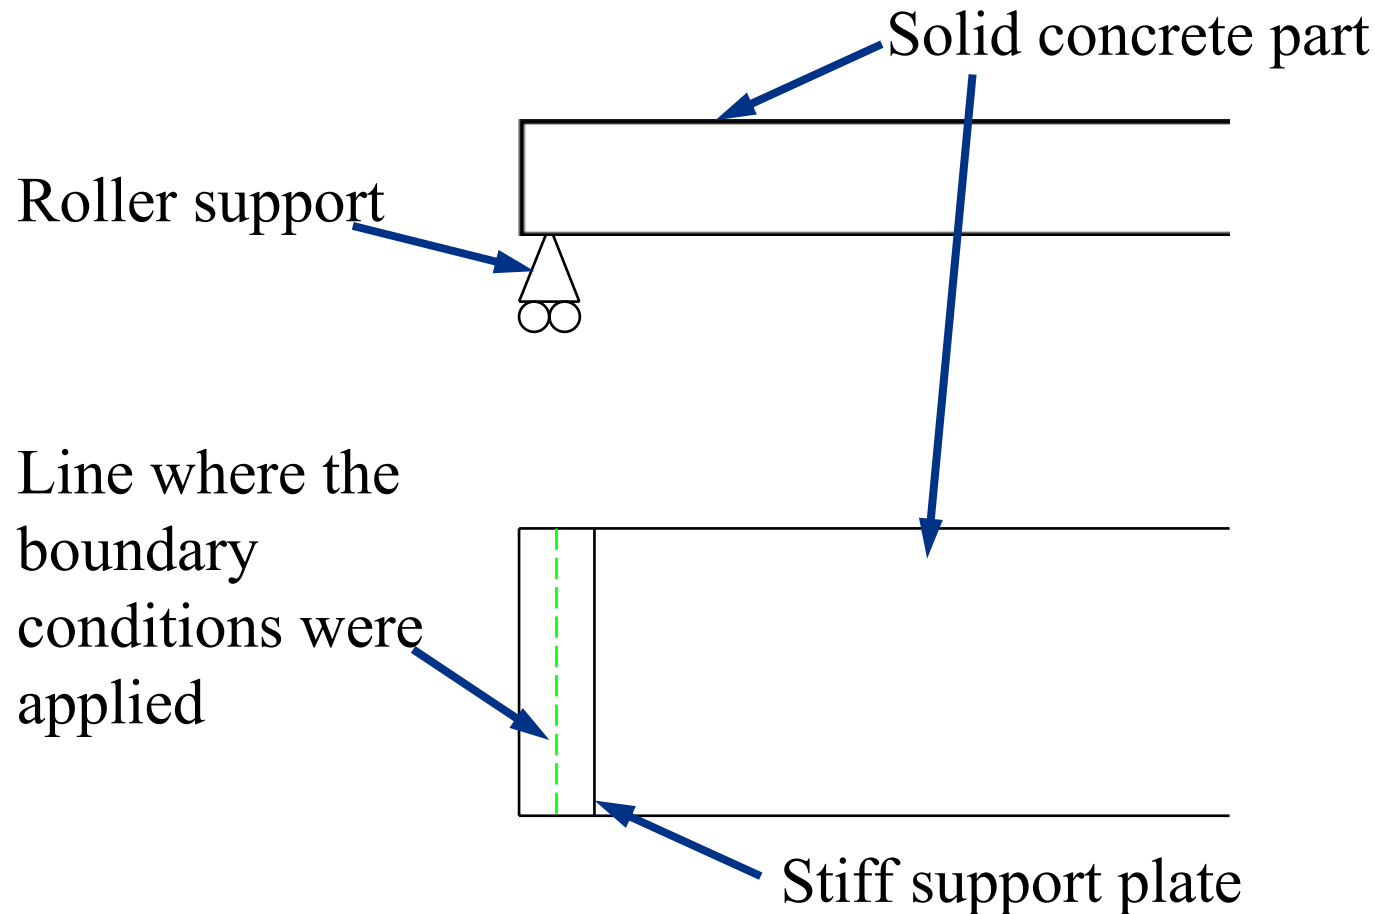 Solid concrete part
Roller support
Line where the
boundary
conditions were
applied
Stiff support plate